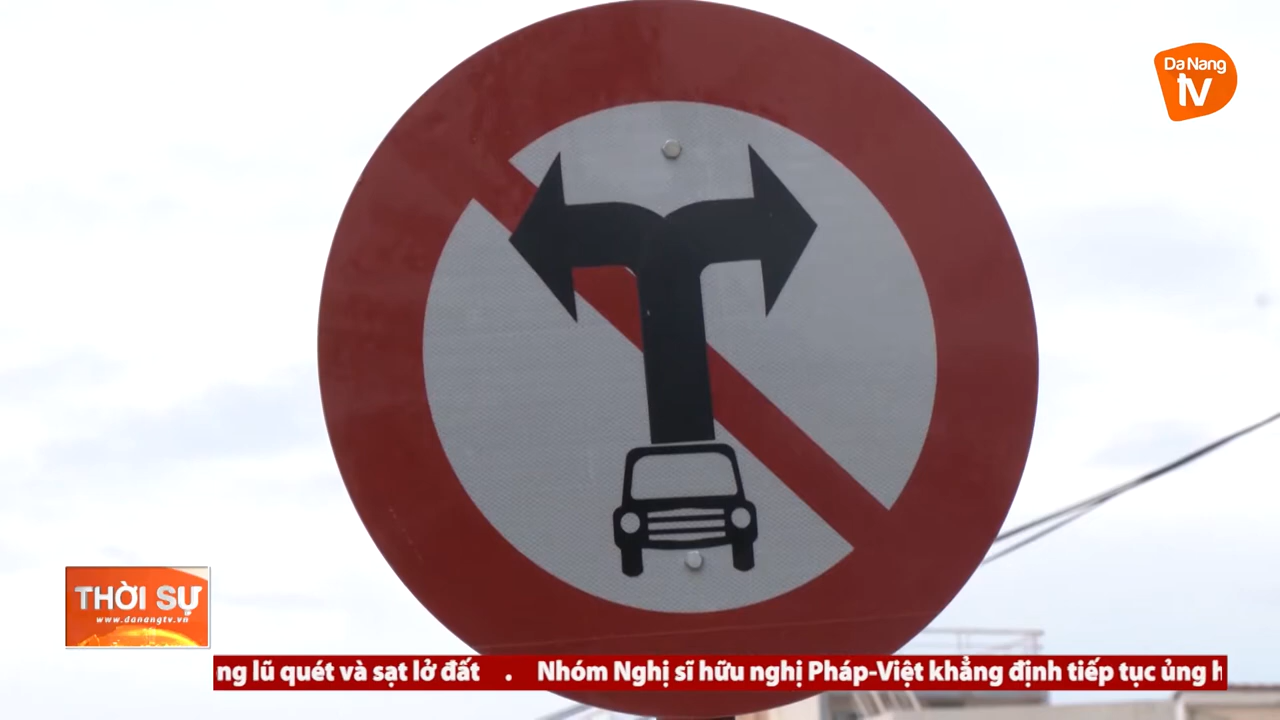 Da Nang
tv
THỜI SỰ
www.danangtv.vn
ng lũ quét và sạt lở đất . Nhóm Nghị sĩ hữu nghị Pháp-Việt khẳng định tiếp tục ủng h